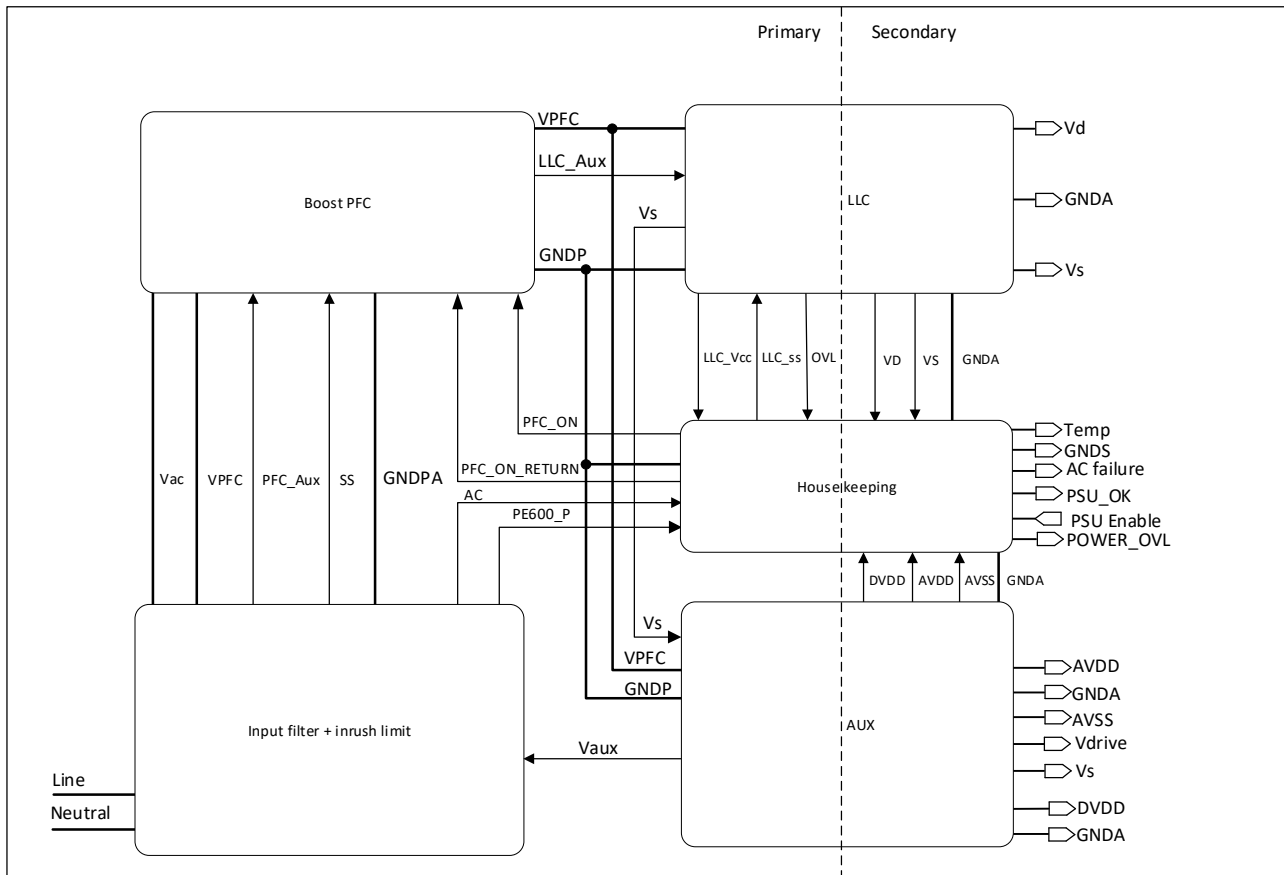 Primary
Secondary
VPFC
LLC_Aux
Vs
GNDP
Boost PFC
LLC
Vd
GNDA
Vs
LLC_Vcc
LLC_ss
OVL
VD
VS
GNDA
PFC_ON
PFC_ON_RETURN
AC
PE600_P
Vac
VPFC
PFC_Aux
SS
GNDPA
House keeping
Temp
GNDS
AC failure
PSU_OK
PSU Enable
POWER_OVL
DVDD
AVDD
AVSS
GNDA
Vs
VPFC
GNDP
Vaux
Input filter + inrush limit
Line
Neutral
AUX
AVDD
GNDA
AVSS
Vdrive
Vs
DVDD
GNDA